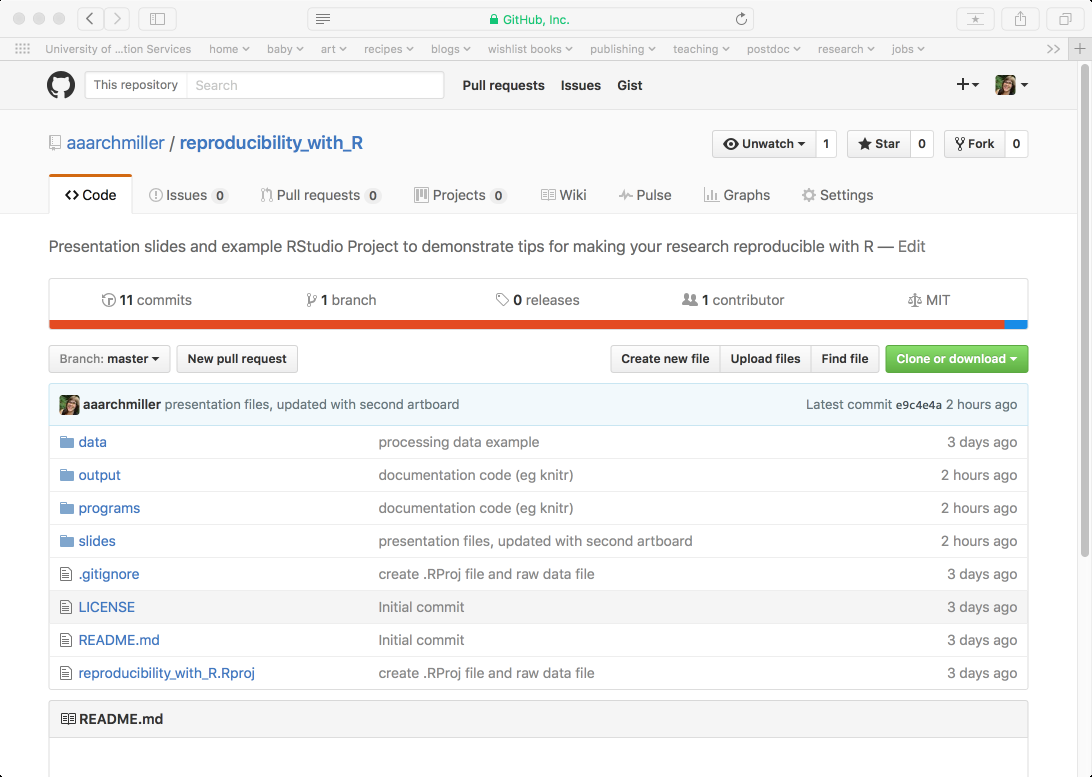 GitHub, Inc.
University of ...tion Services home baby art recipes blogs wishlist books publishing teaching postdoc research jobs
This repository Search Pull requests Issues Gist
aaarchmiller / reproducibility_with_R Unwatch 1 Star 0 Fork 0
Code Issues 0 Pull requests 0 Projects 0 Wiki Pulse Graphs Settings
Presentation slides and example RStudio Project to demonstrate tips for making your research reproducible with R — Edit
11 commits 1 branch 0 releases 1 contributor MIT
Branch: master New pull request Create new file Upload files Find file Clone or download
aaarchmiller presentation files, updated with second artboard Latest commit e9c4e4a 2 hours ago
data processing data example 3 days ago
output documentation code (eg knitr) 2 hours ago
programs documentation code (eg knitr) 2 hours ago
slides presentation files, updated with second artboard 2 hours ago
.gitignore create .RProj file and raw data file 3 days ago
LICENSE Initial commit 3 days ago
README.md Initial commit 3 days ago
reproducibility_with_R.Rproj create .RProj file and raw data file 3 days ago
README.md